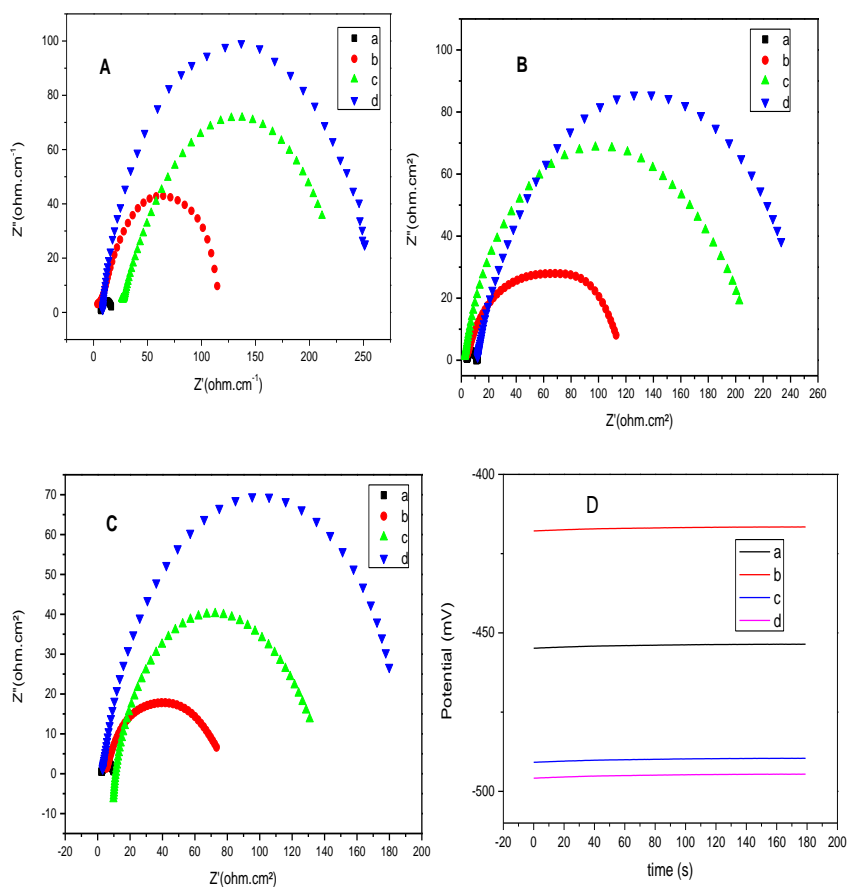 A
a
b
c
d
Z''(ohm.cm⁻¹)
100
80
60
40
20
0
0 50 100 150 200 250
Z'(ohm.cm⁻¹)
B
a
b
c
d
Z''(ohm.cm²)
100
80
60
40
20
0
0 20 40 60 80 100 120 140 160 180 200 220 240 260
Z'(ohm.cm²)
C
a
b
c
d
Z''(ohm.cm²)
70
60
50
40
30
20
10
0
-10
-20 0 20 40 60 80 100 120 140 160 180 200
Z'(ohm.cm²)
D
a
b
c
d
Potential (mV)
-400
-450
-500
-20 0 20 40 60 80 100 120 140 160 180 200
time (s)